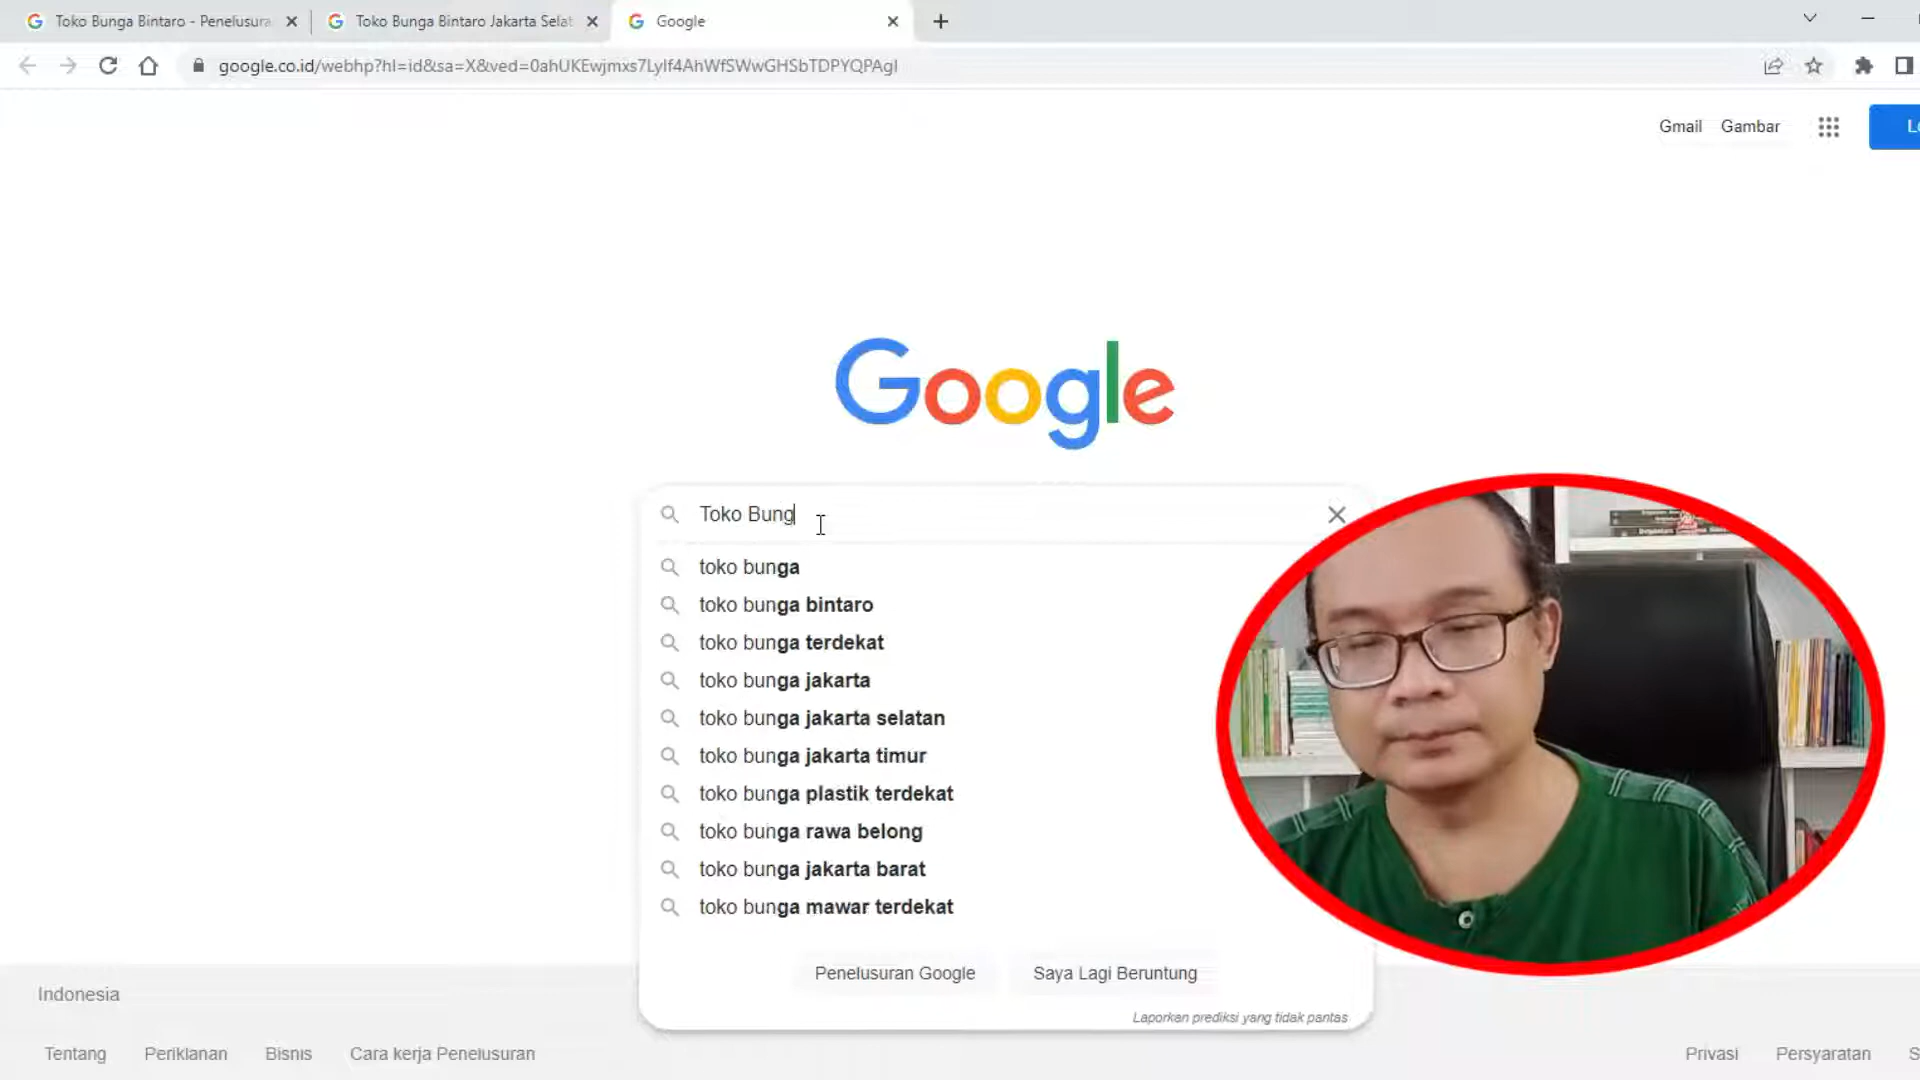 Toko Bunga Bintaro - Penelusura
Toko Bunga Bintaro Jakarta Selat
Google
google.co.id/webhp?hl=id&sa=X&ved=0ahUKEwjmxs7Lylf4AhWfSWwGHSbTDPYQPAgI
Gmail Gambar
Google
Toko Bung
toko bunga
toko bunga bintaro
toko bunga terdekat
toko bunga jakarta
toko bunga jakarta selatan
toko bunga jakarta timur
toko bunga plastik terdekat
toko bunga rawa belong
toko bunga jakarta barat
toko bunga mawar terdekat
Penelusuran Google Saya Lagi Beruntung
Laporkan prediksi yang tidak pantas
Indonesia
Tentang Periklanan Bisnis Cara kerja Penelusuran Privasi Persyaratan S